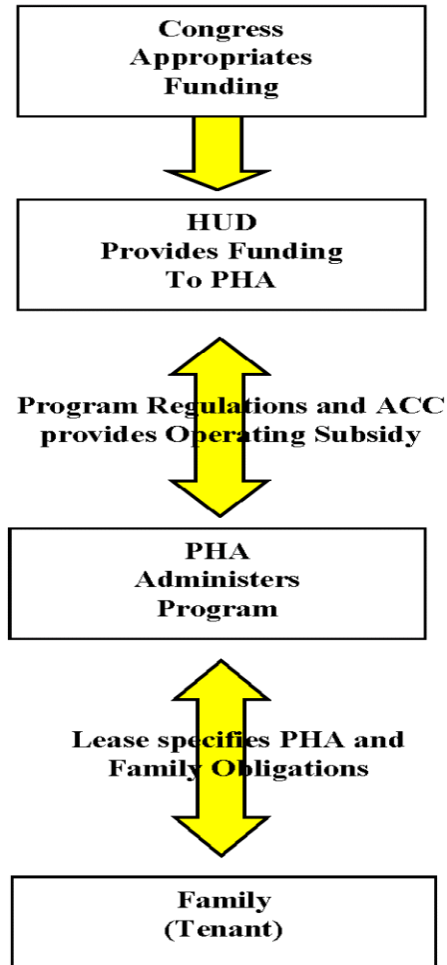 Congress
Appropriates
Funding
HUD
Provides Funding
To PHA
Program Regulations and ACC
provides Operating Subsidy
PHA
Administers
Program
Lease specifies PHA and
Family Obligations
Family
(Tenant)